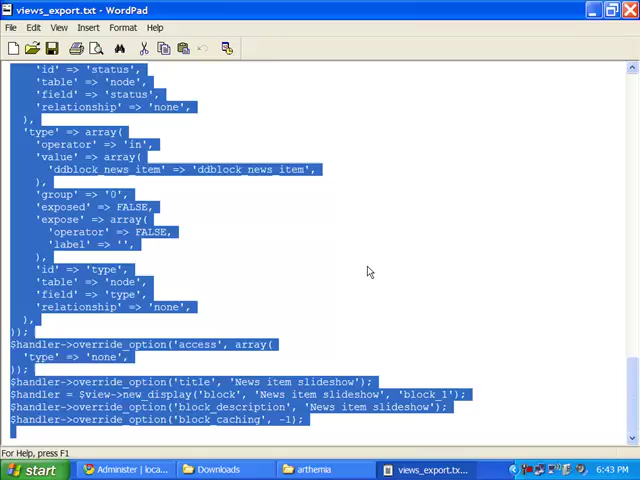 views_export.txt - WordPad
File Edit View Insert Format Help
'id' => 'status',
'table' => 'node',
'field' => 'status',
'relationship' => 'none',
),
'type' => array(
'operator' => 'in',
'value' => array(
'ddblock_news_item' => 'ddblock_news_item',
),
'group' => '0',
'exposed' => FALSE,
'expose' => array(
'operator' => FALSE,
'label' => '',
),
'id' => 'type',
'table' => 'node',
'field' => 'type',
'relationship' => 'none',
),
));
$handler->override_option('access', array(
'type' => 'none',
));
$handler->override_option('title', 'News item slideshow');
$handler = $view->new_display('block', 'News item slideshow', 'block_1');
$handler->override_option('block_description', 'News item slideshow');
$handler->override_option('block_caching', -1);
For Help, press F1
start Administer | loca... Downloads arthemia views_export.txt... 6:43 PM